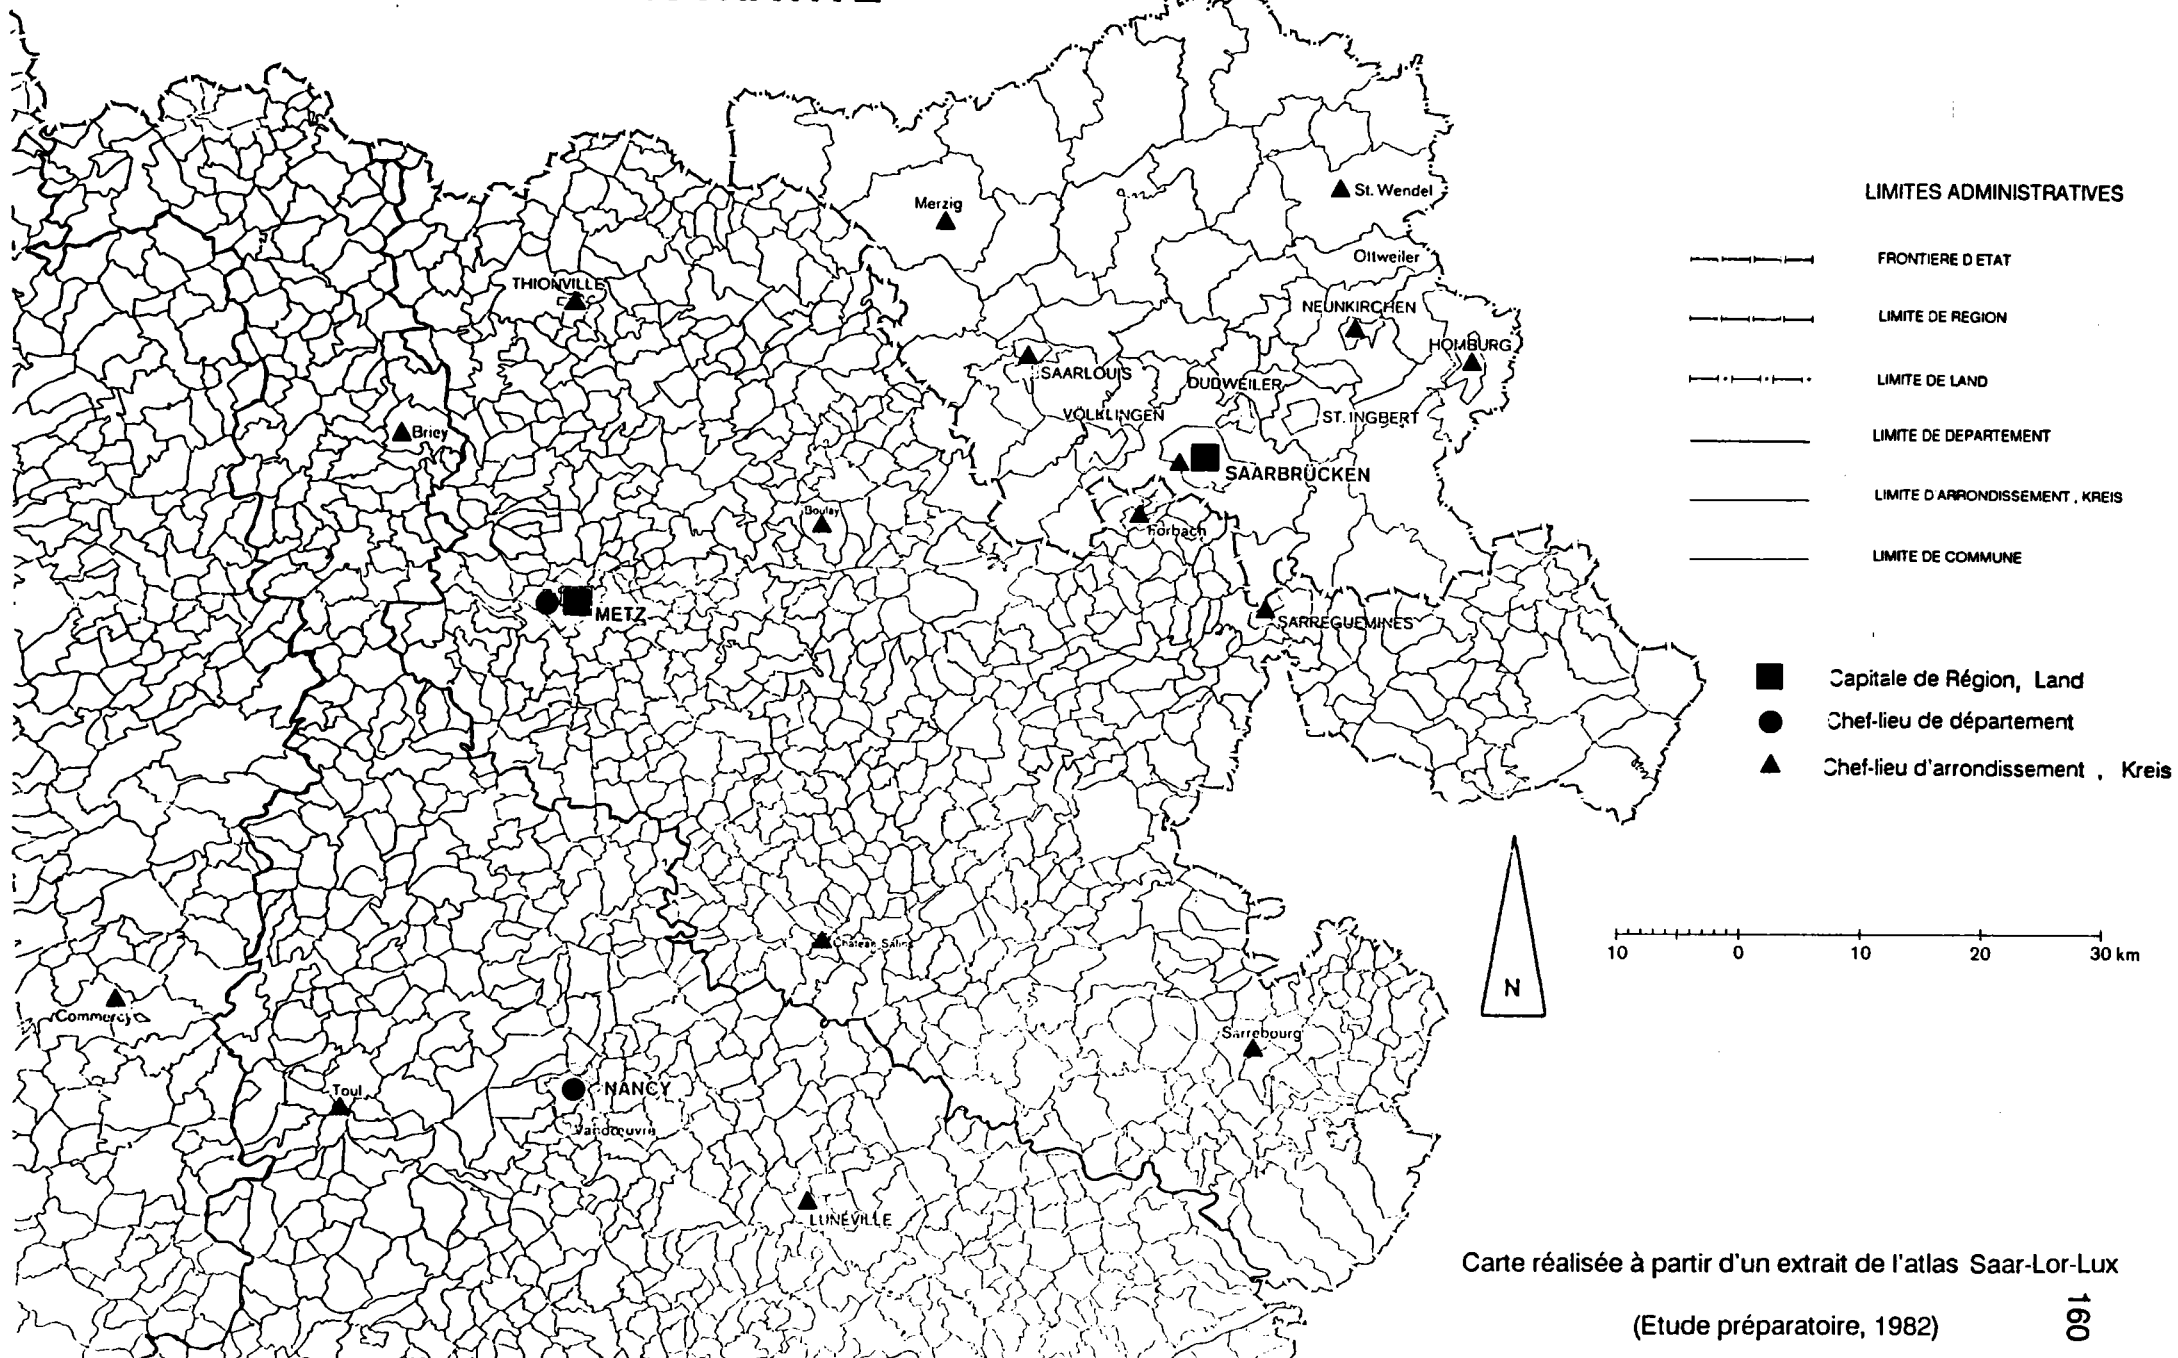 St. Wendel
Merzig
Ottweiler
THIONVILLE
NEUNKIRCHEN
HOMBURG
SAARLOUIS
DUDWEILER
VÖLKLINGEN
ST. INGBERT
Briey
SAARBRÜCKEN
Boulay
Forbach
METZ
SARREGUEMINES
Château Salins
Commercy
Sarrebourg
Toul
NANCY
Vandœuvre
LUNÉVILLE
LIMITES ADMINISTRATIVES
FRONTIERE D ETAT
LIMITE DE REGION
LIMITE DE LAND
LIMITE DE DEPARTEMENT
LIMITE D ARRONDISSEMENT , KREIS
LIMITE DE COMMUNE
Capitale de Région, Land
Chef-lieu de département
Chef-lieu d'arrondissement , Kreis
N
10 0 10 20 30 km
Carte réalisée à partir d'un extrait de l'atlas Saar-Lor-Lux
(Etude préparatoire, 1982)
160